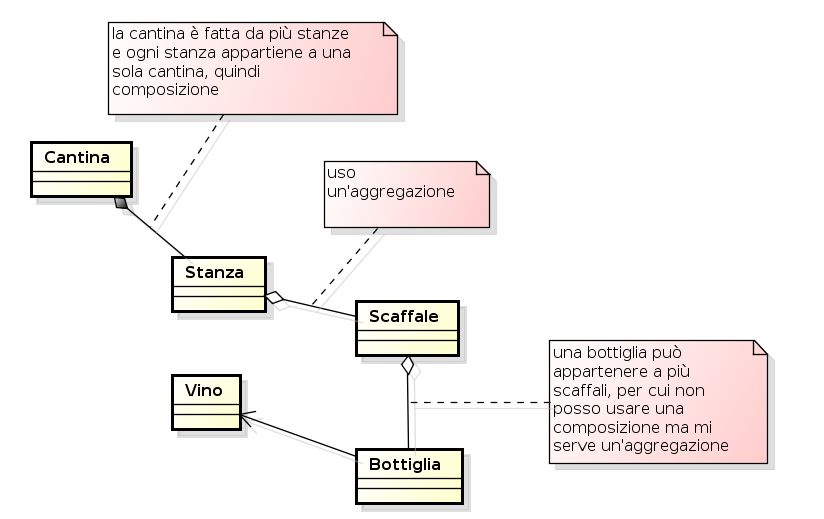 la cantina è fatta da più stanze
e ogni stanza appartiene a una
sola cantina, quindi
composizione
Cantina
uso
un'aggregazione
Stanza
Scaffale
una bottiglia può
appartenere a più
scaffali, per cui non
posso usare una
composizione ma mi
serve un'aggregazione
Vino
Bottiglia